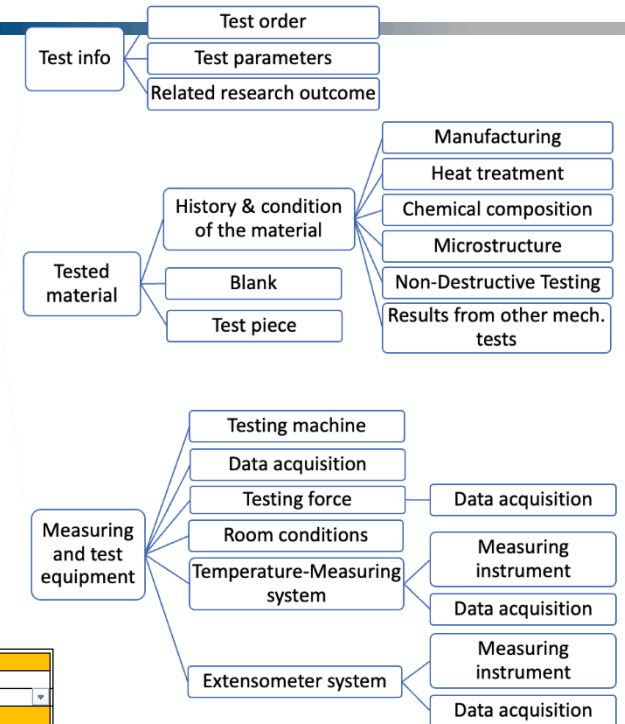 Test info
Test order
Test parameters
Related research outcome
Tested
material
History & condition
of the material
Manufacturing
Heat treatment
Chemical composition
Microstructure
Non-Destructive Testing
Results from other mech.
tests
Blank
Test piece
Measuring
and test
equipment
Testing machine
Data acquisition
Testing force
Data acquisition
Room conditions
Temperature-Measuring
system
Measuring
instrument
Data acquisition
Extensometer system
Measuring
instrument
Data acquisition